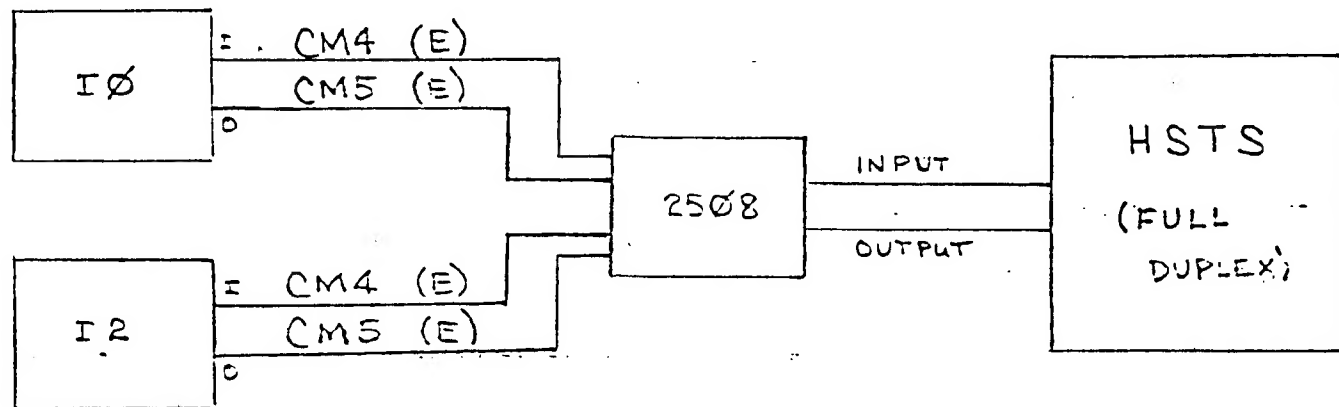 IØ
I CM4 (E)
CM5 (E)
O
25Ø8
INPUT
OUTPUT
HSTS
(FULL
DUPLEX)
I2
I CM4 (E)
CM5 (E)
O